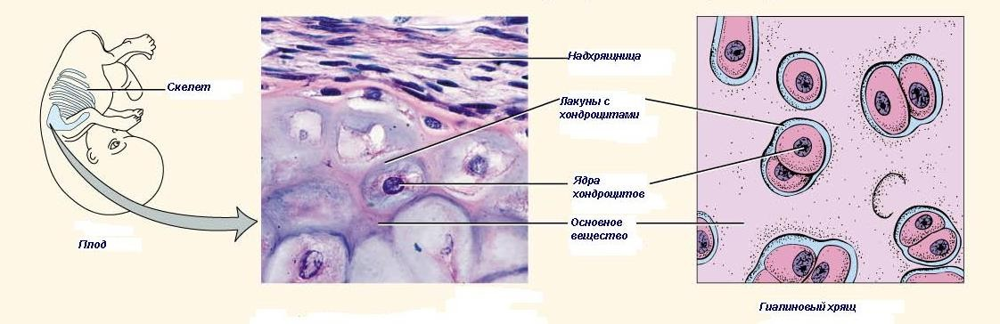 Скелет
Плод
Надхрящница
Лакуны с
хондроцитами
Ядра
хондроцитов
Основное
вещество
Гиалиновый хрящ